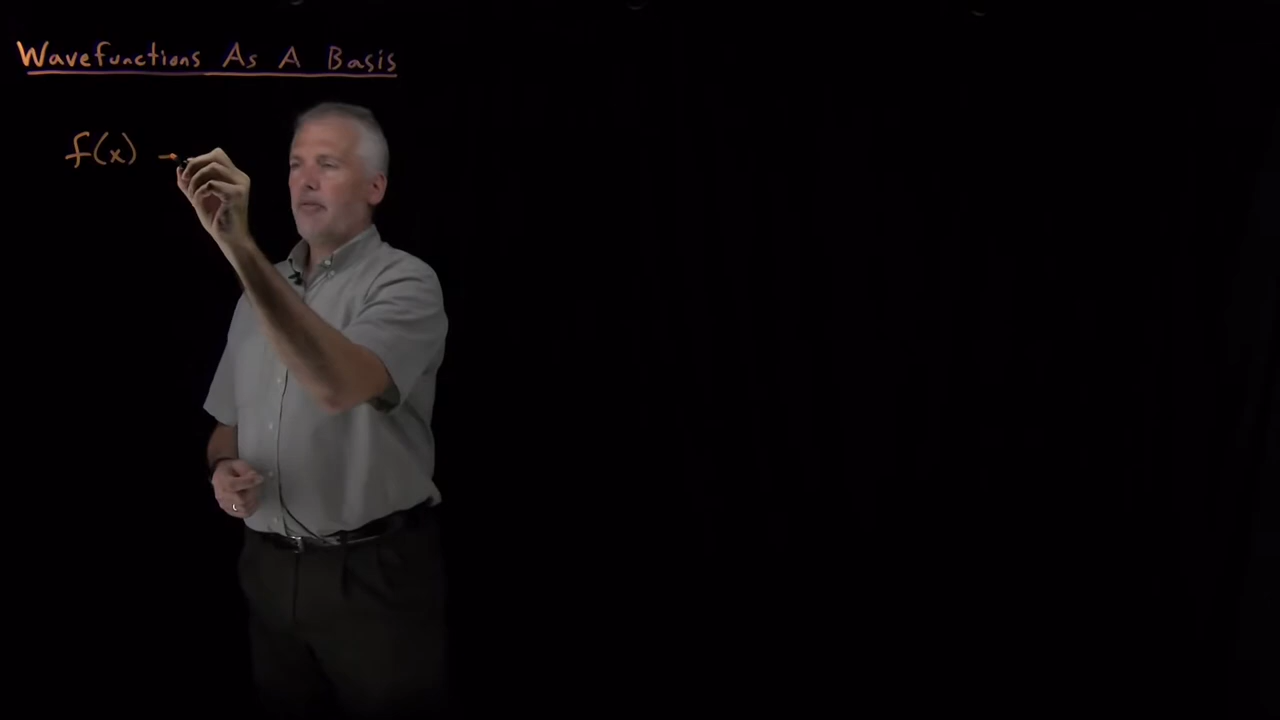 Wavefunctions As A Basis
f(x) →